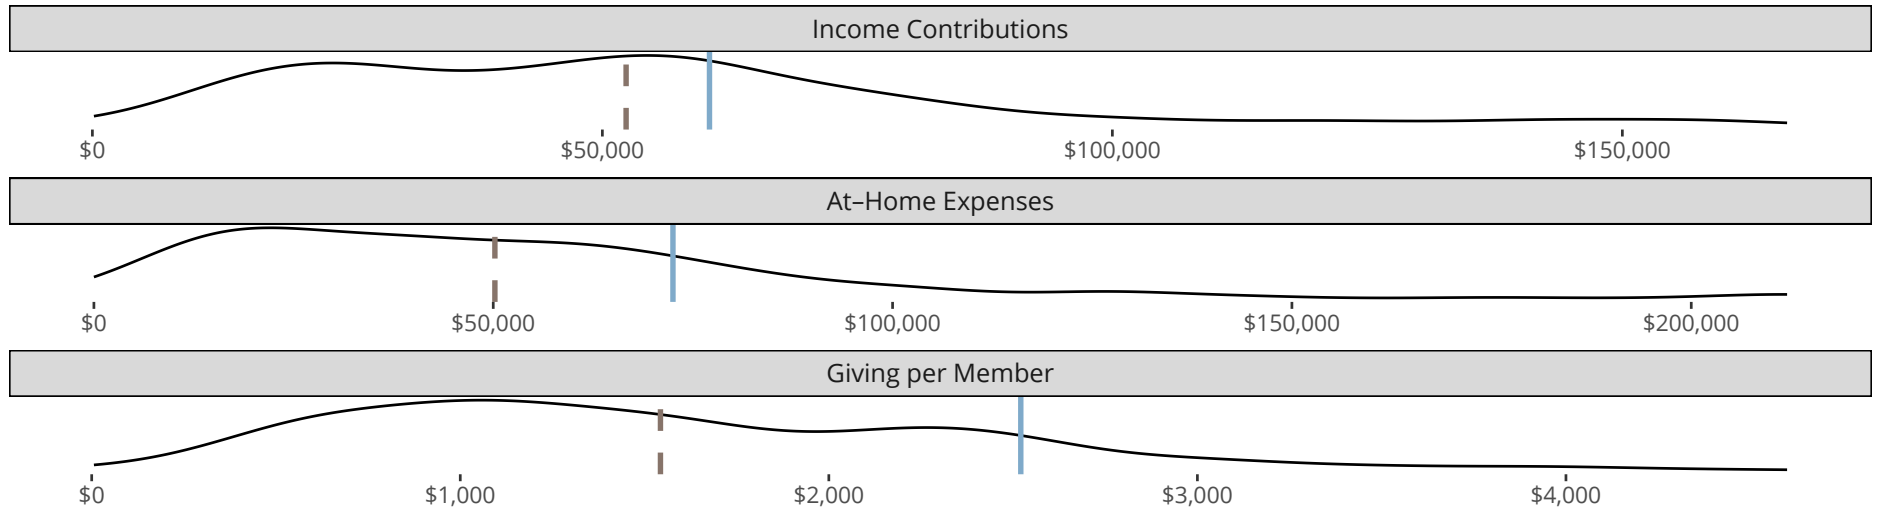 Income Contributions
$0 $50,000 $100,000 $150,000
At–Home Expenses
$0 $50,000 $100,000 $150,000 $200,000
Giving per Member
$0 $1,000 $2,000 $3,000 $4,000